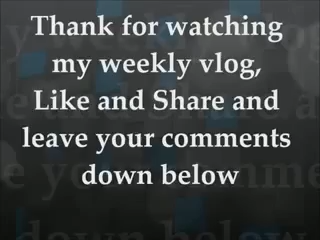 Thank for watching
my weekly vlog,
Like and Share and
leave your comments
down below